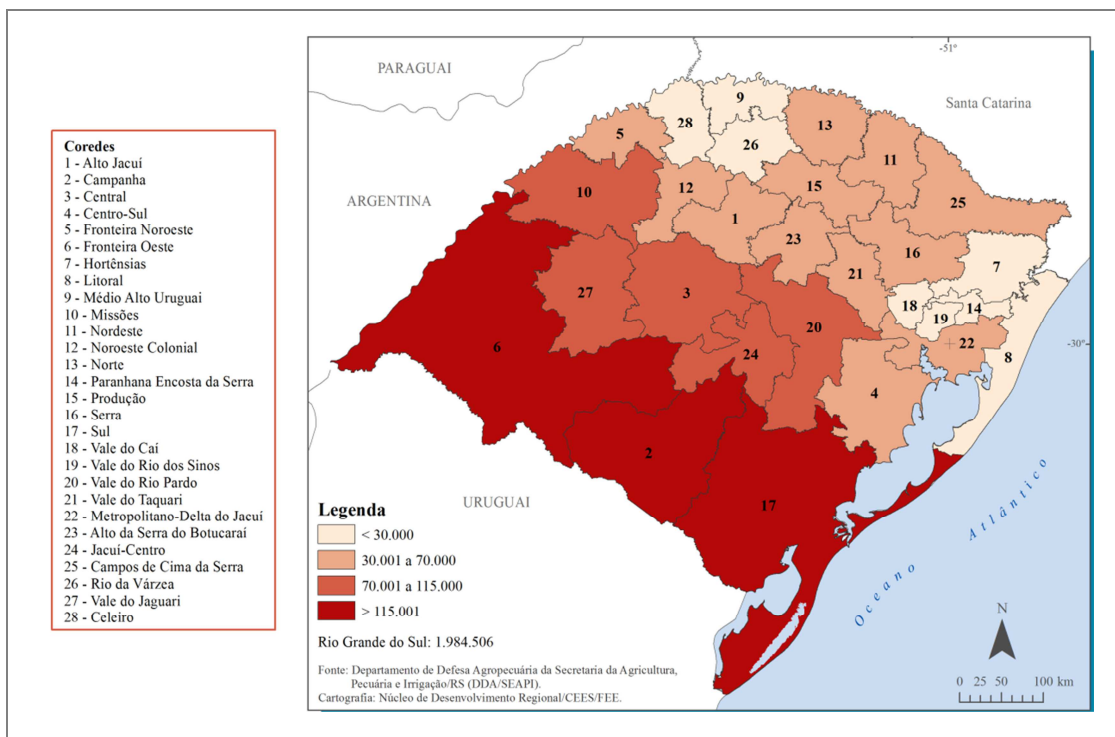 Coredes
1 - Alto Jacuí
2 - Campanha
3 - Central
4 - Centro-Sul
5 - Fronteira Noroeste
6 - Fronteira Oeste
7 - Hortênsias
8 - Litoral
9 - Médio Alto Uruguai
10 - Missões
11 - Nordeste
12 - Noroeste Colonial
13 - Norte
14 - Paranhana Encosta da Serra
15 - Produção
16 - Serra
17 - Sul
18 - Vale do Caí
19 - Vale do Rio dos Sinos
20 - Vale do Rio Pardo
21 - Vale do Taquari
22 - Metropolitano-Delta do Jacuí
23 - Alto da Serra do Botucaraí
24 - Jacuí-Centro
25 - Campos de Cima da Serra
26 - Rio da Várzea
27 - Vale do Jaguari
28 - Celeiro
-51°
PARAGUAI
Santa Catarina
9
28
5
13
26
11
10
12
15
ARGENTINA
25
1
23
16
21
7
27
3
18
14
19
20
22
-30°
6
24
8
4
2
URUGUAI
17
Oceano Atlântico
Legenda
< 30.000
30.001 a 70.000
70.001 a 115.000
> 115.001
Rio Grande do Sul: 1.984.506
Fonte: Departamento de Defesa Agropecuária da Secretaria da Agricultura,
Pecuária e Irrigação/RS (DDA/SEAPI).
Cartografia: Núcleo de Desenvolvimento Regional/CEES/FEE.
N
0 25 50 100 km